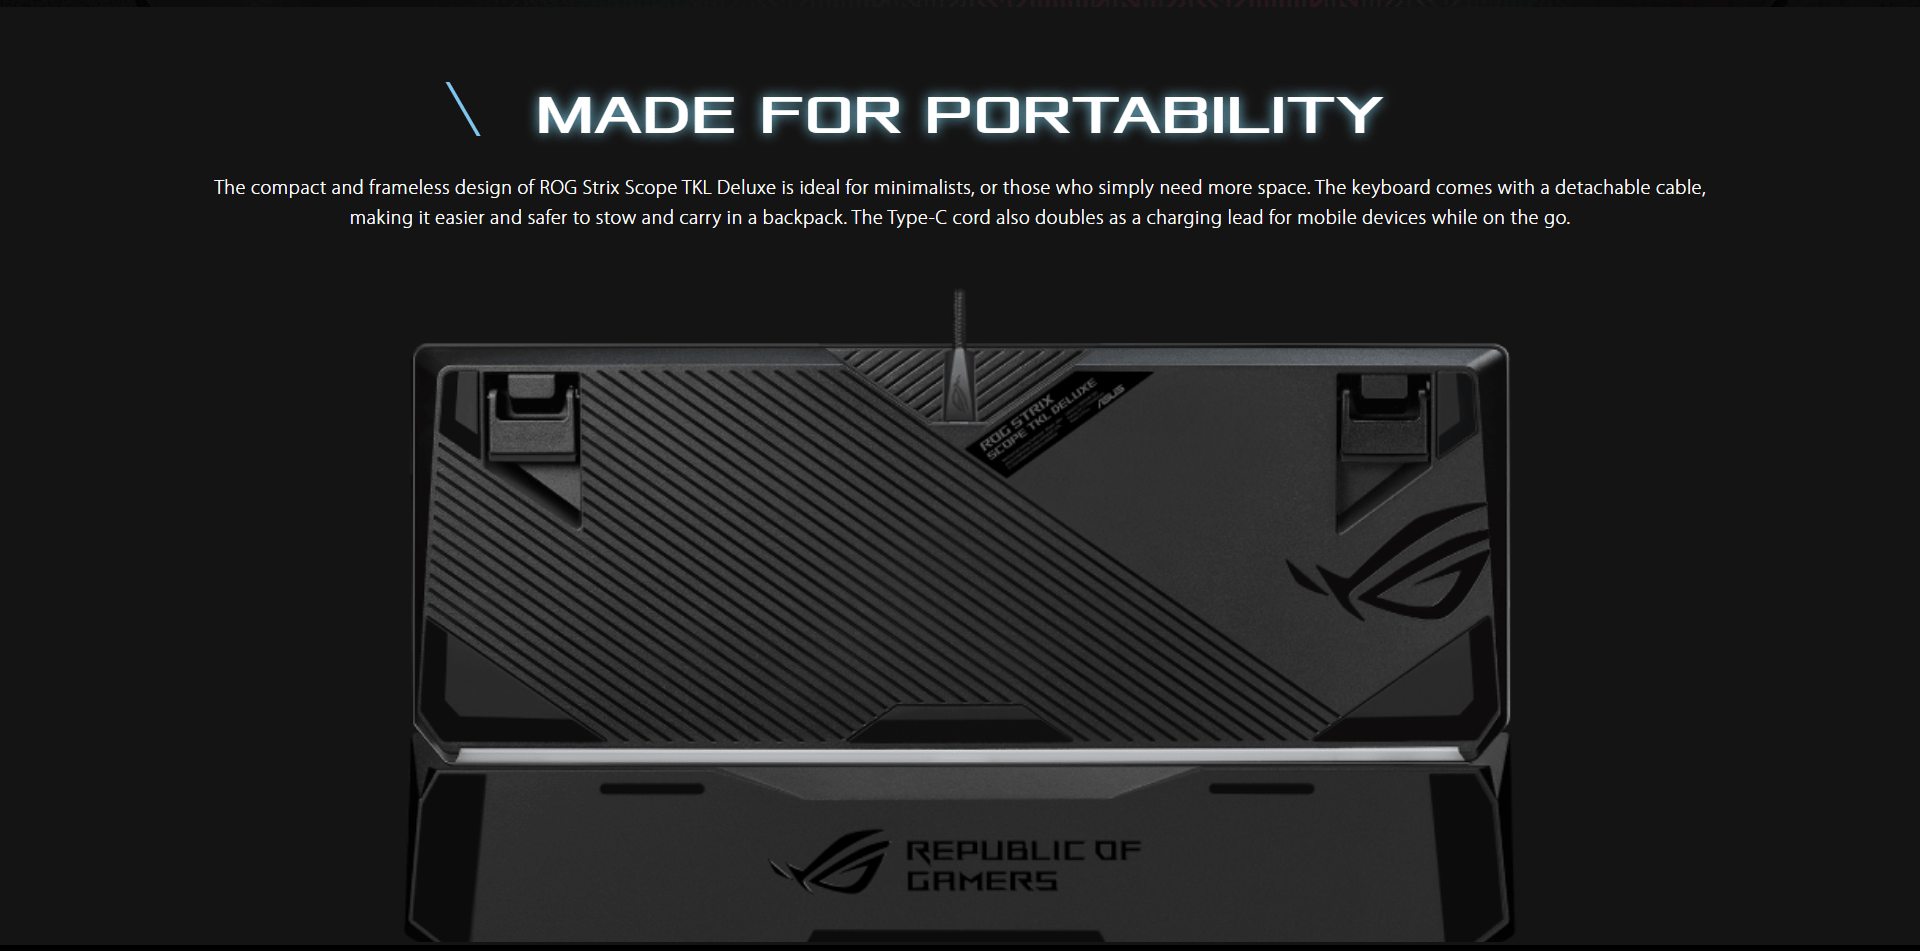 MADE FOR PORTABILITY
The compact and frameless design of ROG Strix Scope TKL Deluxe is ideal for minimalists, or those who simply need more space. The keyboard comes with a detachable cable,
making it easier and safer to stow and carry in a backpack. The Type-C cord also doubles as a charging lead for mobile devices while on the go.
ROG STRIX
SCOPE TKL DELUXE
ASUS
REPUBLIC OF
GAMERS